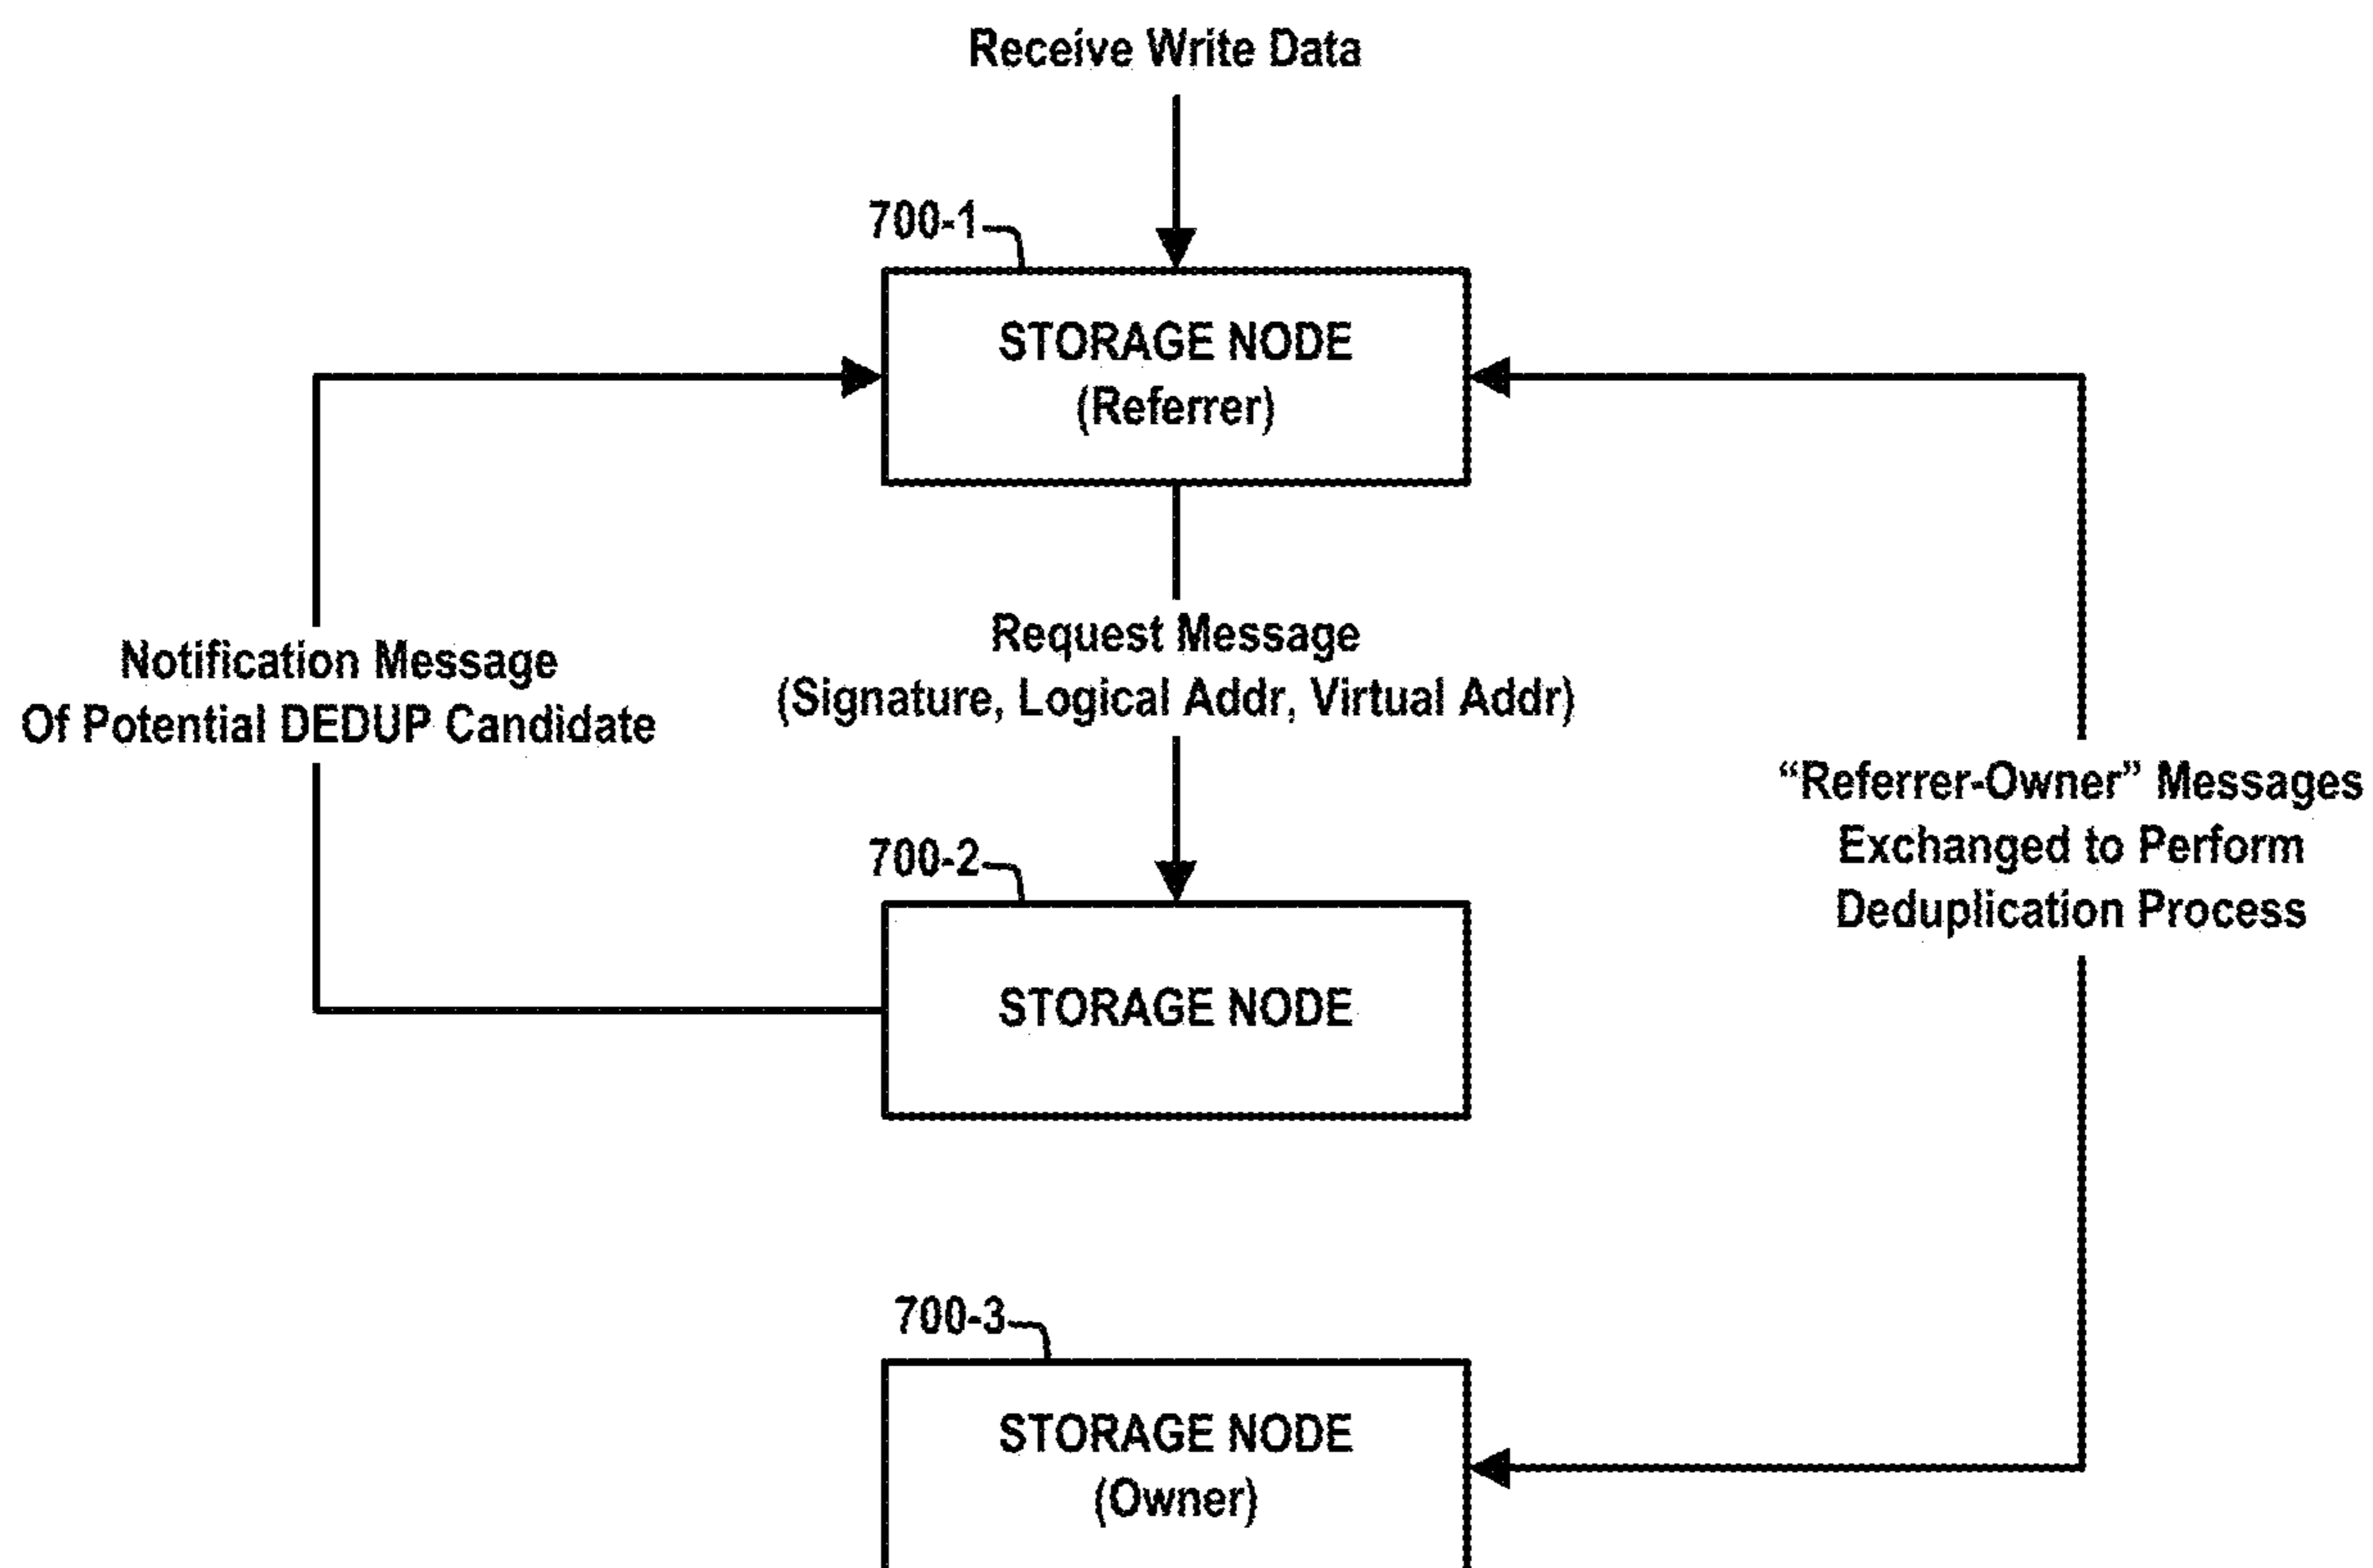 Receive Write Data
700-1
STORAGE NODE
(Referrer)
Notification Message
Of Potential DEDUP Candidate
Request Message
(Signature, Logical Addr, Virtual Addr)
“Referrer-Owner” Messages
Exchanged to Perform
Deduplication Process
700-2
STORAGE NODE
700-3
STORAGE NODE
(Owner)